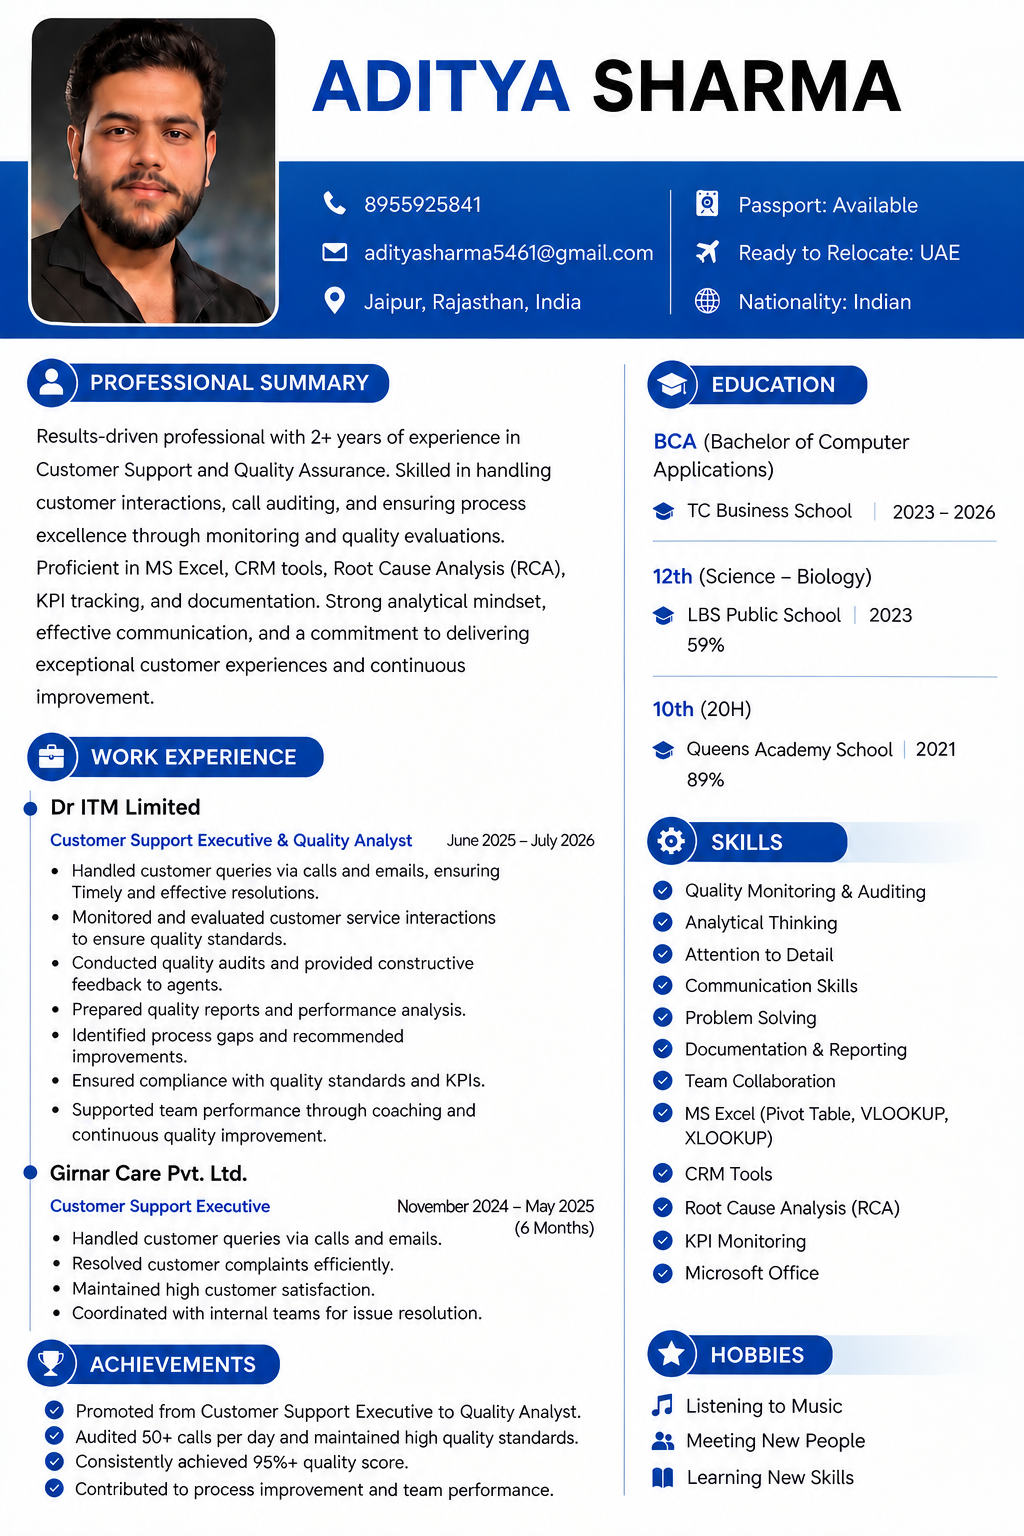 ADITYA SHARMA
8955925841
adityasharma5461@gmail.com
Jaipur, Rajasthan, India
Passport: Available
Ready to Relocate: UAE
Nationality: Indian
PROFESSIONAL SUMMARY
Results-driven professional with 2+ years of experience in
Customer Support and Quality Assurance. Skilled in handling
customer interactions, call auditing, and ensuring process
excellence through monitoring and quality evaluations.
Proficient in MS Excel, CRM tools, Root Cause Analysis (RCA),
KPI tracking, and documentation. Strong analytical mindset,
effective communication, and a commitment to delivering
exceptional customer experiences and continuous
improvement.
WORK EXPERIENCE
Dr ITM Limited
Customer Support Executive & Quality Analyst June 2025 – July 2026
• Handled customer queries via calls and emails, ensuring
Timely and effective resolutions.
• Monitored and evaluated customer service interactions
to ensure quality standards.
• Conducted quality audits and provided constructive
feedback to agents.
• Prepared quality reports and performance analysis.
• Identified process gaps and recommended
improvements.
• Ensured compliance with quality standards and KPIs.
• Supported team performance through coaching and
continuous quality improvement.
Girnar Care Pvt. Ltd.
Customer Support Executive November 2024 – May 2025
(6 Months)
• Handled customer queries via calls and emails.
• Resolved customer complaints efficiently.
• Maintained high customer satisfaction.
• Coordinated with internal teams for issue resolution.
ACHIEVEMENTS
Promoted from Customer Support Executive to Quality Analyst.
Audited 50+ calls per day and maintained high quality standards.
Consistently achieved 95%+ quality score.
Contributed to process improvement and team performance.
EDUCATION
BCA (Bachelor of Computer
Applications)
TC Business School | 2023 – 2026
12th (Science – Biology)
LBS Public School | 2023
59%
10th (20H)
Queens Academy School | 2021
89%
SKILLS
Quality Monitoring & Auditing
Analytical Thinking
Attention to Detail
Communication Skills
Problem Solving
Documentation & Reporting
Team Collaboration
MS Excel (Pivot Table, VLOOKUP,
XLOOKUP)
CRM Tools
Root Cause Analysis (RCA)
KPI Monitoring
Microsoft Office
HOBBIES
Listening to Music
Meeting New People
Learning New Skills